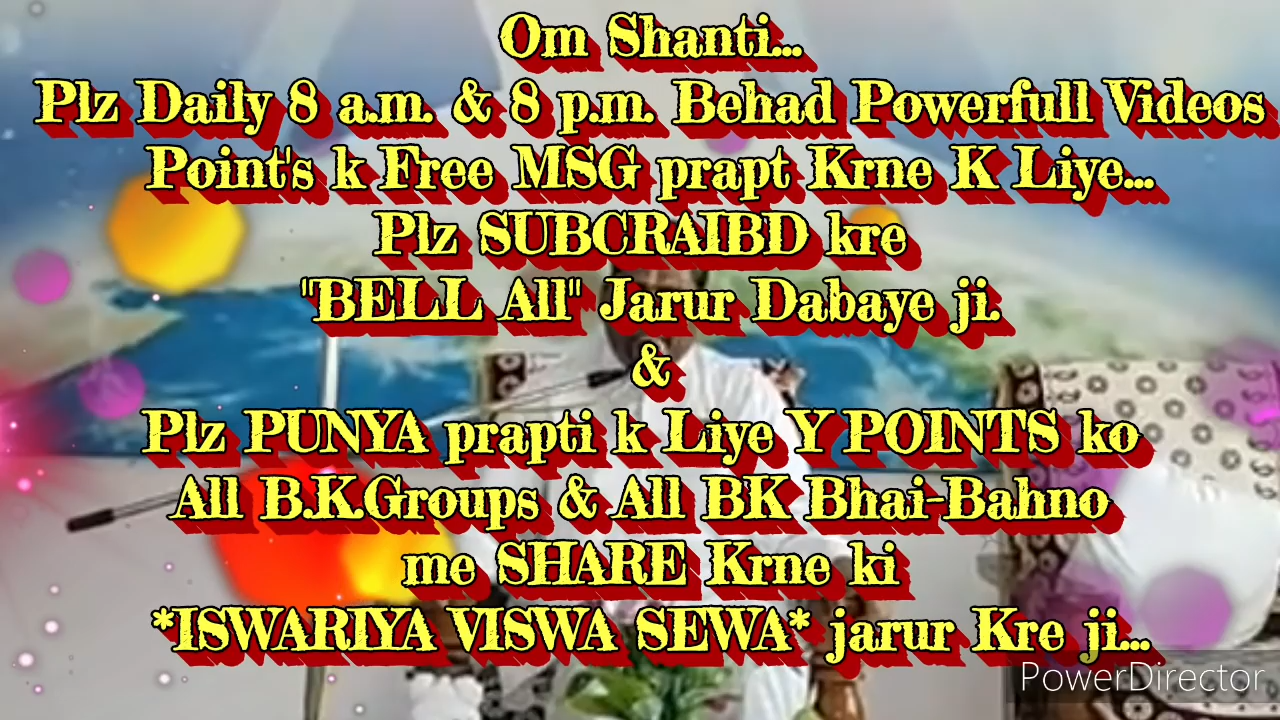 Om Shanti...
Plz Daily 8 a.m. & 8 p.m. Behad Powerfull Videos
Point's k Free MSG prapt Krne K Liye...
Plz SUBCRAIBD kre
"BELL All" Jarur Dabaye ji.
&
Plz PUNYA prapti k Liye Y POINTS ko
All B.K.Groups & All BK Bhai-Bahno
me SHARE Krne ki
*ISWARIYA VISWA SEWA* jarur Kre ji...
PowerDirector